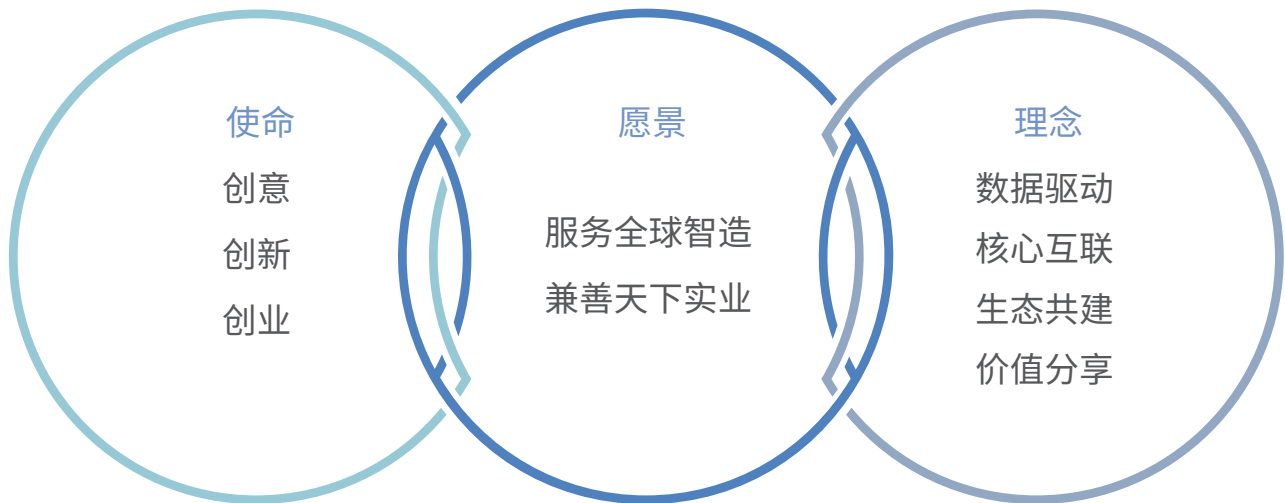 使命
创意
创新
创业
愿景
服务全球智造
兼善天下实业
理念
数据驱动
核心互联
生态共建
价值分享